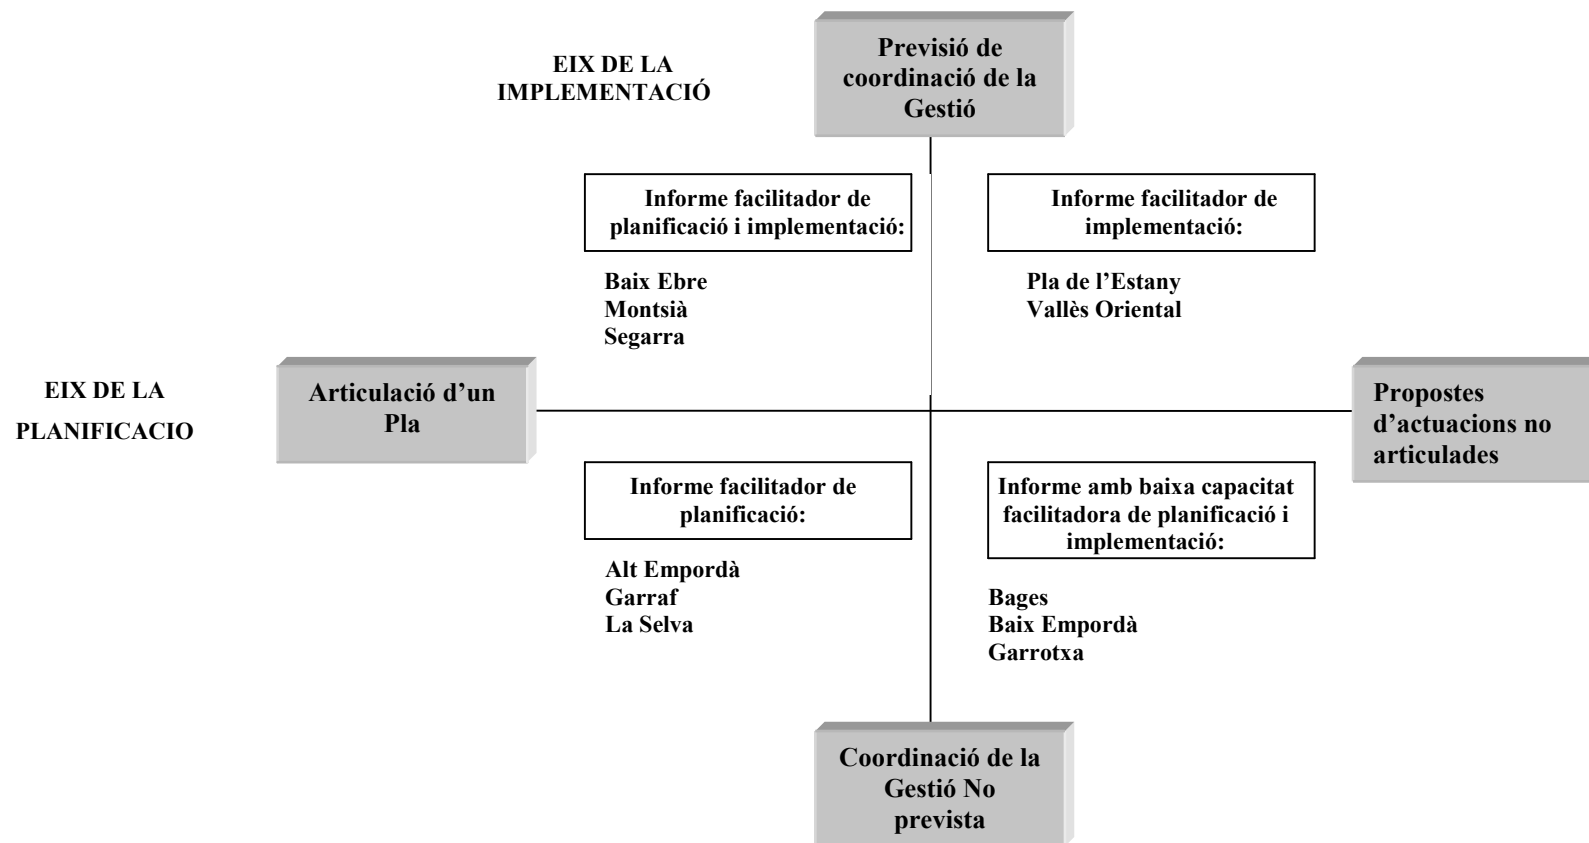 EIX DE LA
IMPLEMENTACIÓ
Previsió de
coordinació de la
Gestió
Informe facilitador de
planificació i implementació:
Baix Ebre
Montsià
Segarra
Informe facilitador de
implementació:
Pla de l’Estany
Vallès Oriental
EIX DE LA
PLANIFICACIO
Articulació d’un
Pla
Propostes
d’actuacions no
articulades
Informe facilitador de
planificació:
Alt Empordà
Garraf
La Selva
Informe amb baixa capacitat
facilitadora de planificació i
implementació:
Bages
Baix Empordà
Garrotxa
Coordinació de la
Gestió No
prevista